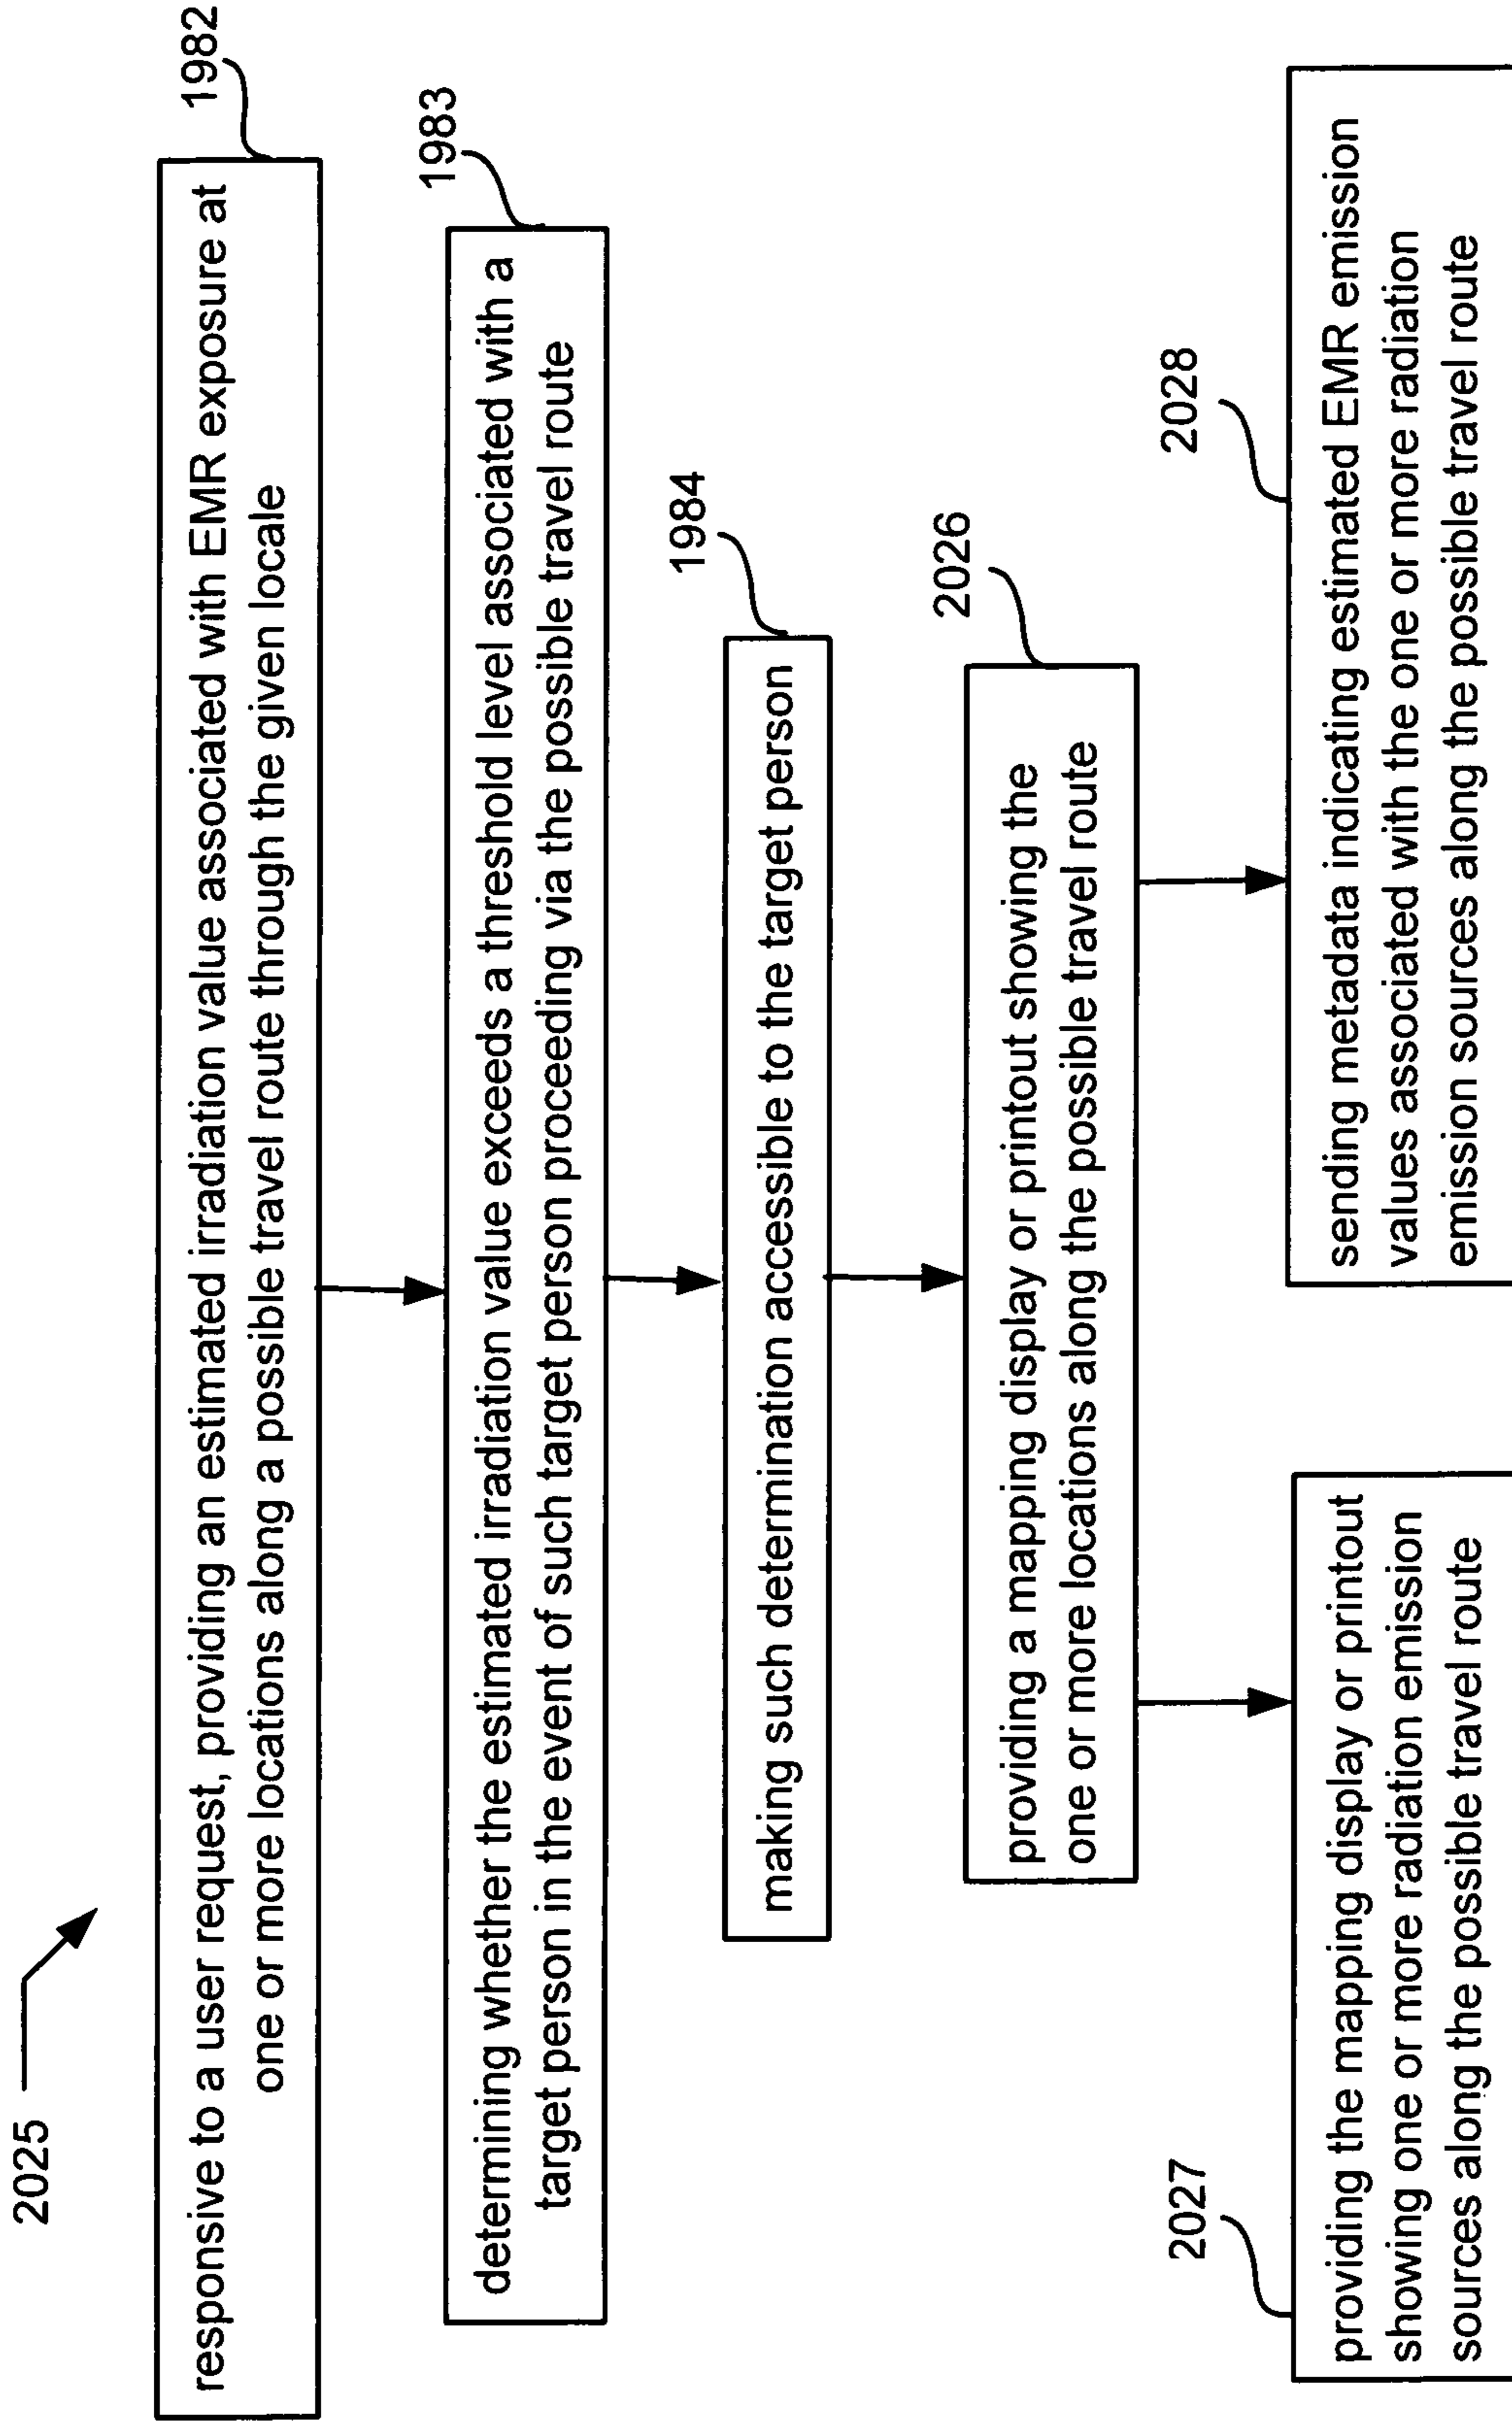 2025
1982
responsive to a user request, providing an estimated irradiation value associated with EMR exposure at
one or more locations along a possible travel route through the given locale
1983
determining whether the estimated irradiation value exceeds a threshold level associated with a
target person in the event of such target person proceeding via the possible travel route
1984
making such determination accessible to the target person
2026
providing a mapping display or printout showing the
one or more locations along the possible travel route
2027
providing the mapping display or printout
showing one or more radiation emission
sources along the possible travel route
2028
sending metadata indicating estimated EMR emission
values associated with the one or more radiation
emission sources along the possible travel route